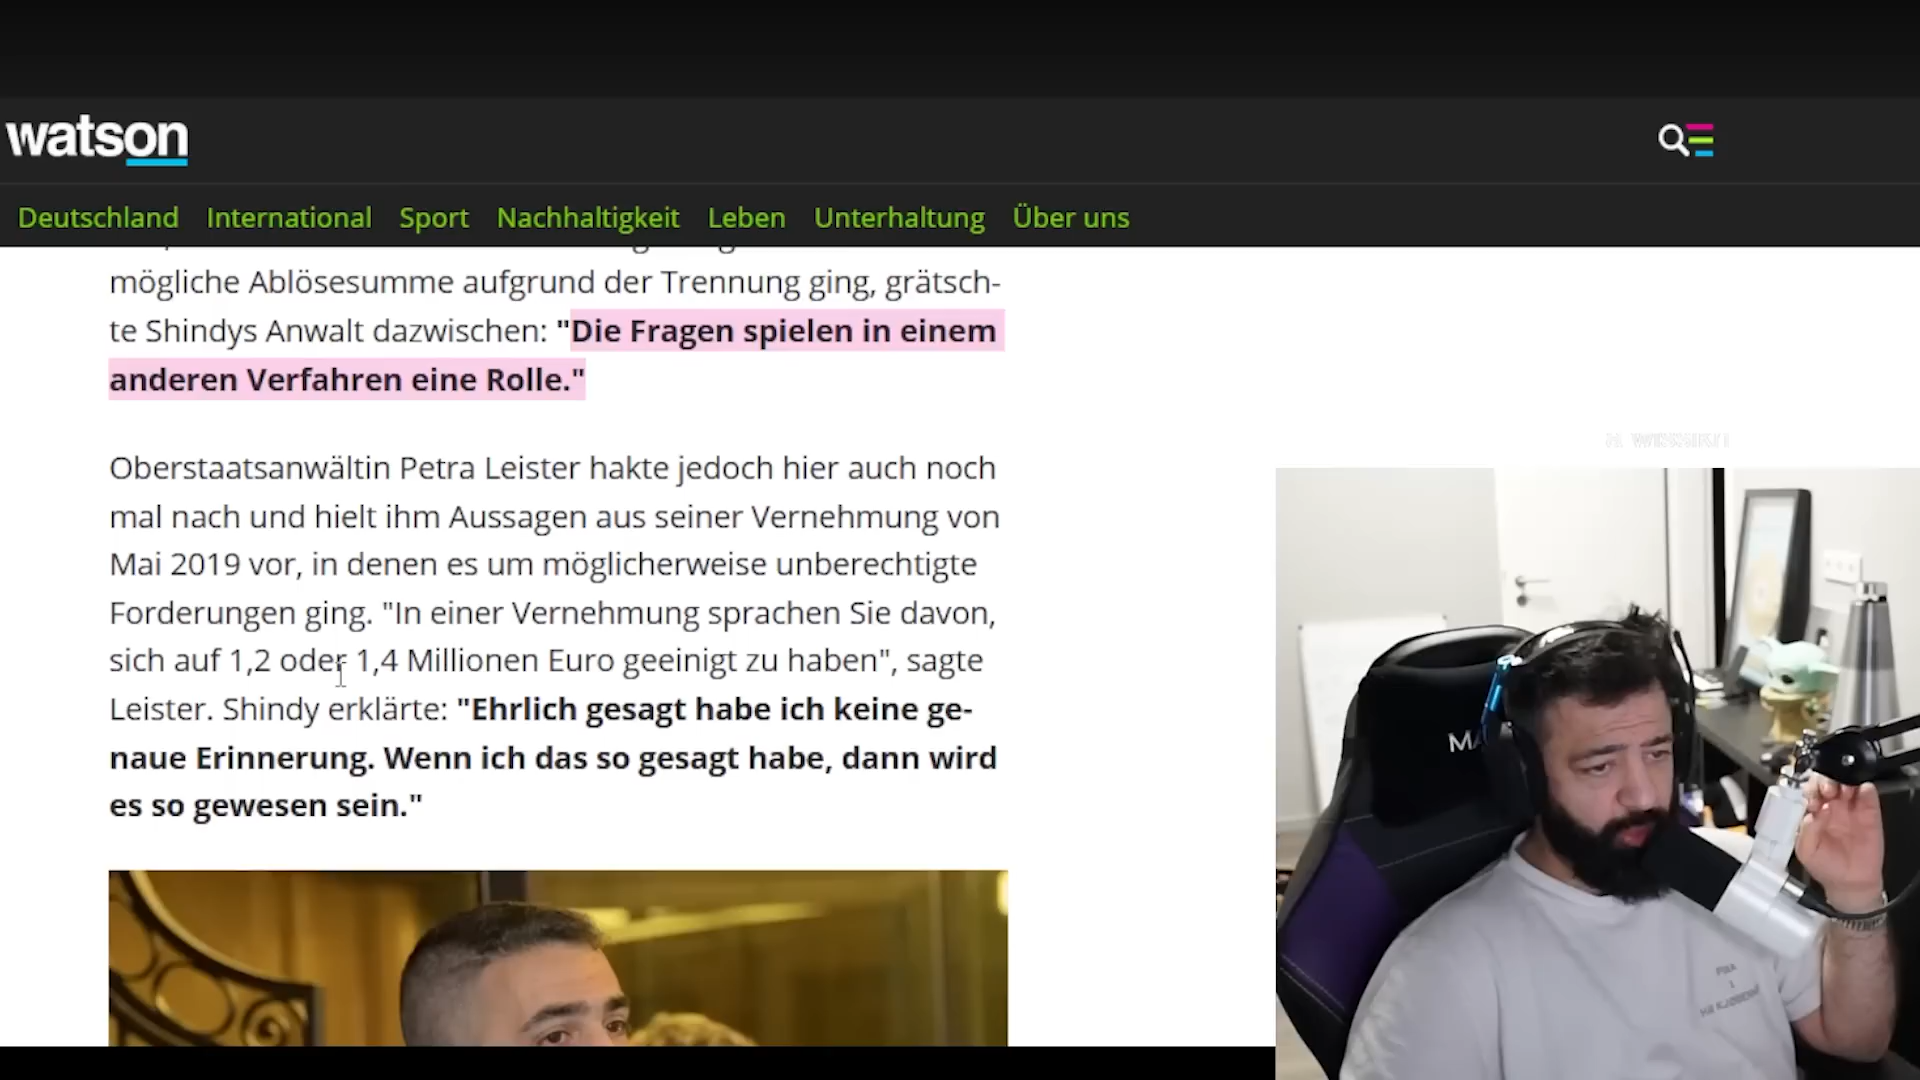 watson
Deutschland International Sport Nachhaltigkeit Leben Unterhaltung Über uns
mögliche Ablösesumme aufgrund der Trennung ging, grätsch-
te Shindys Anwalt dazwischen: "Die Fragen spielen in einem
anderen Verfahren eine Rolle."
Oberstaatsanwältin Petra Leister hakte jedoch hier auch noch
mal nach und hielt ihm Aussagen aus seiner Vernehmung von
Mai 2019 vor, in denen es um möglicherweise unberechtigte
Forderungen ging. "In einer Vernehmung sprachen Sie davon,
sich auf 1,2 oder 1,4 Millionen Euro geeinigt zu haben", sagte
Leister. Shindy erklärte: "Ehrlich gesagt habe ich keine ge-
naue Erinnerung. Wenn ich das so gesagt habe, dann wird
es so gewesen sein."